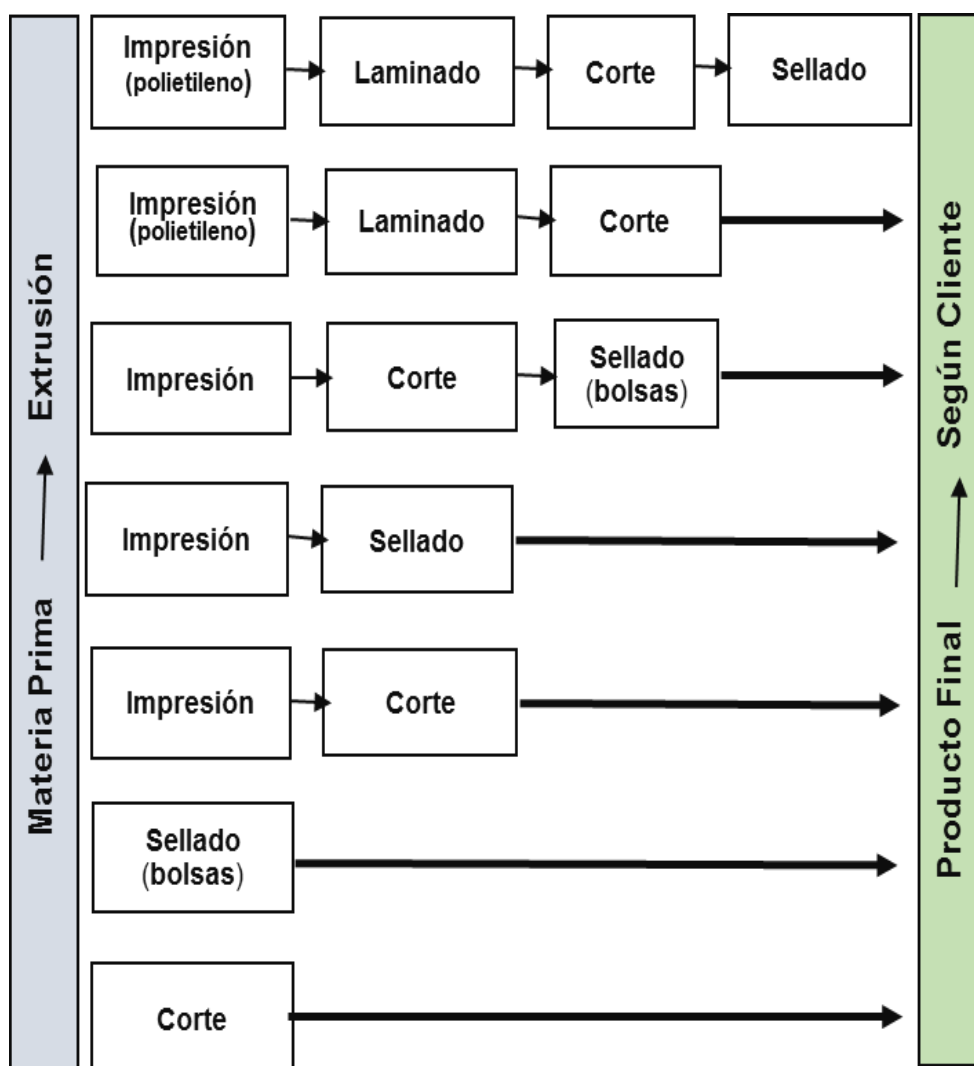 Materia Prima → Extrusión
Impresión
(polietileno)
Laminado
Corte
Sellado
Impresión
(polietileno)
Laminado
Corte
Impresión
Corte
Sellado
(bolsas)
Impresión
Sellado
Impresión
Corte
Sellado
(bolsas)
Corte
Producto Final → Según Cliente